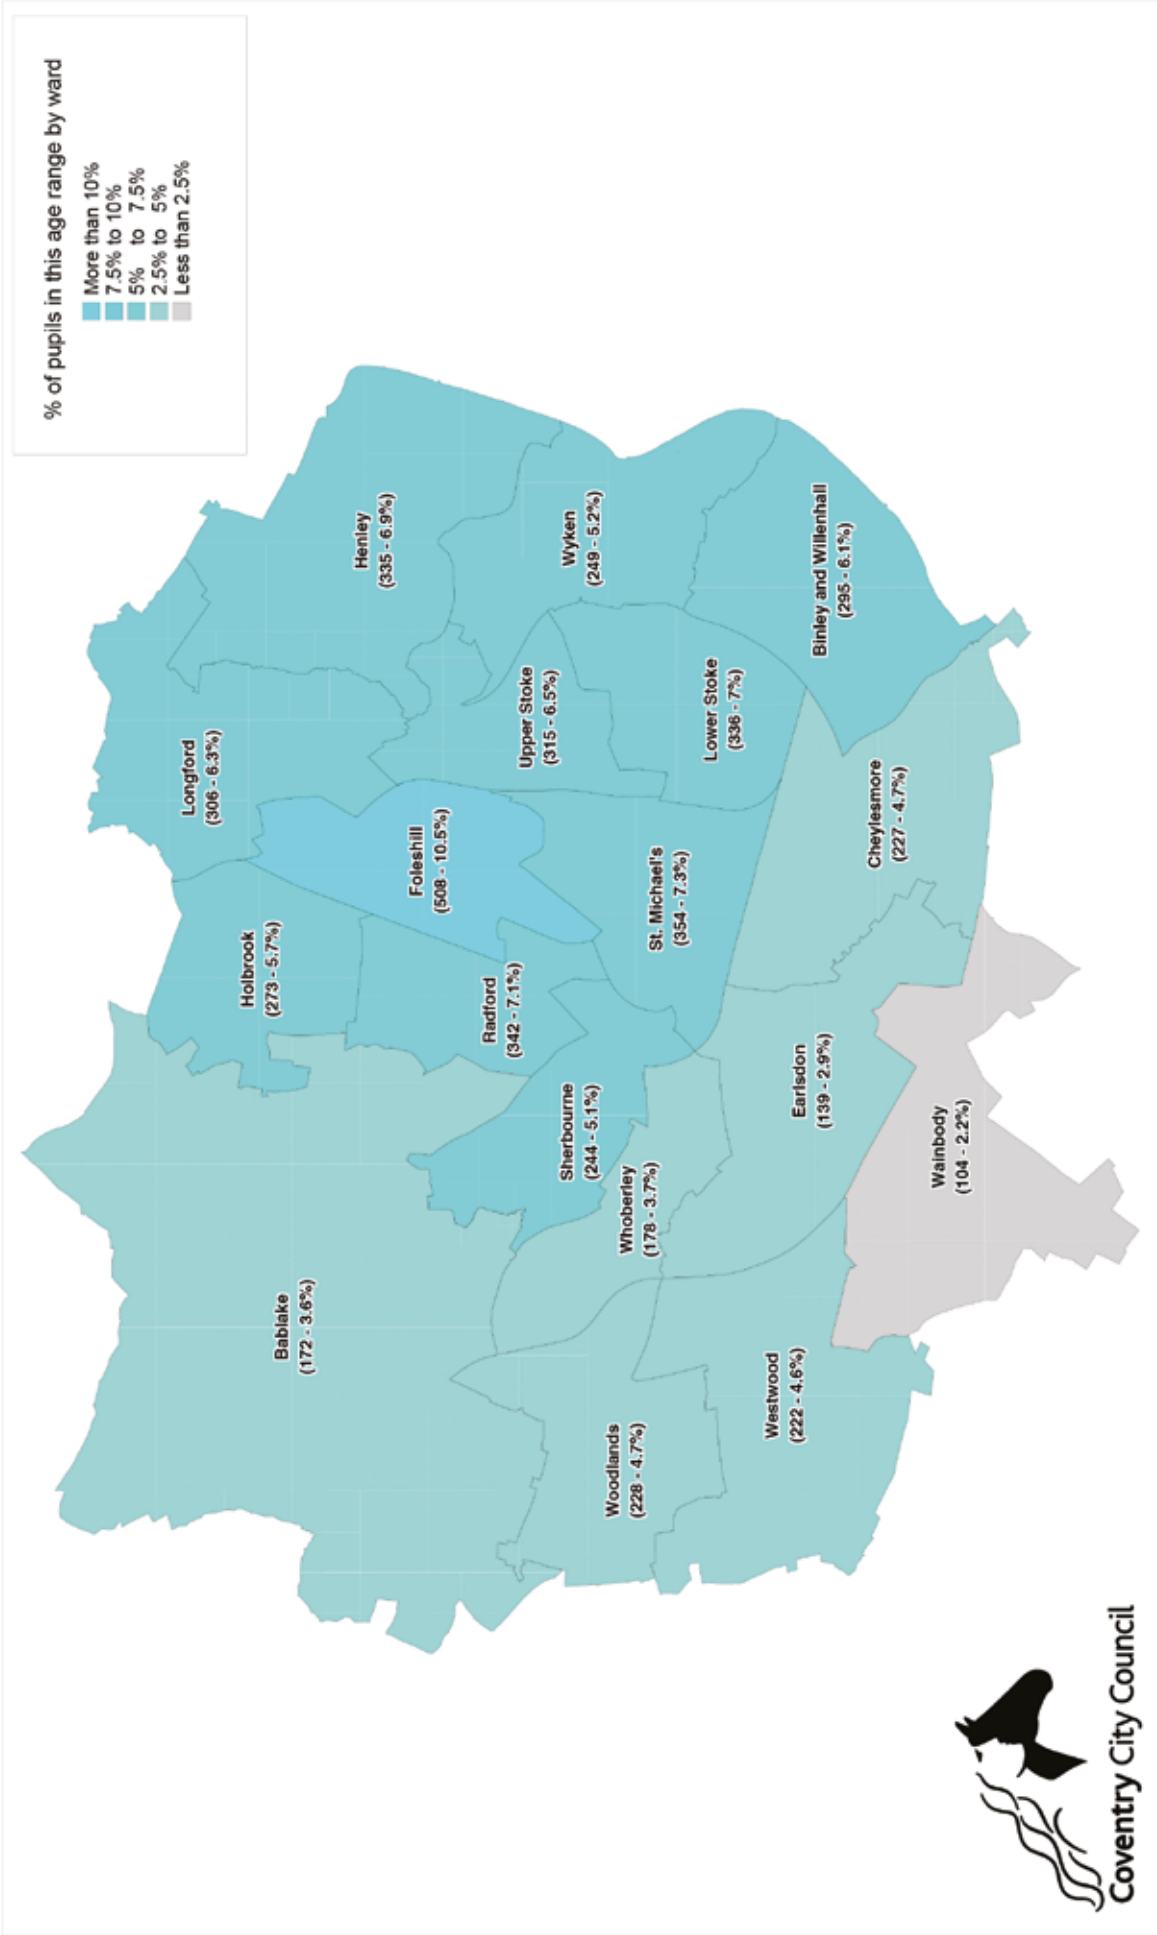 % of pupils in this age range by ward
More than 10%
7.5% to 10%
5% to 7.5%
2.5% to 5%
Less than 2.5%
Longford
(306 - 6.3%)
Holbrook
(273 - 5.7%)
Bablake
(172 - 3.6%)
Henley
(335 - 6.9%)
Foleshill
(508 - 10.5%)
Radford
(342 - 7.1%)
Upper Stoke
(315 - 6.5%)
Wyken
(249 - 5.2%)
Sherbourne
(244 - 5.1%)
Whoberley
(178 - 3.7%)
Woodlands
(228 - 4.7%)
St. Michael's
(354 - 7.3%)
Lower Stoke
(336 - 7%)
Binley and Willenhall
(295 - 6.1%)
Westwood
(222 - 4.6%)
Earlsdon
(139 - 2.9%)
Cheylesmore
(227 - 4.7%)
Wainbody
(104 - 2.2%)
Coventry City Council